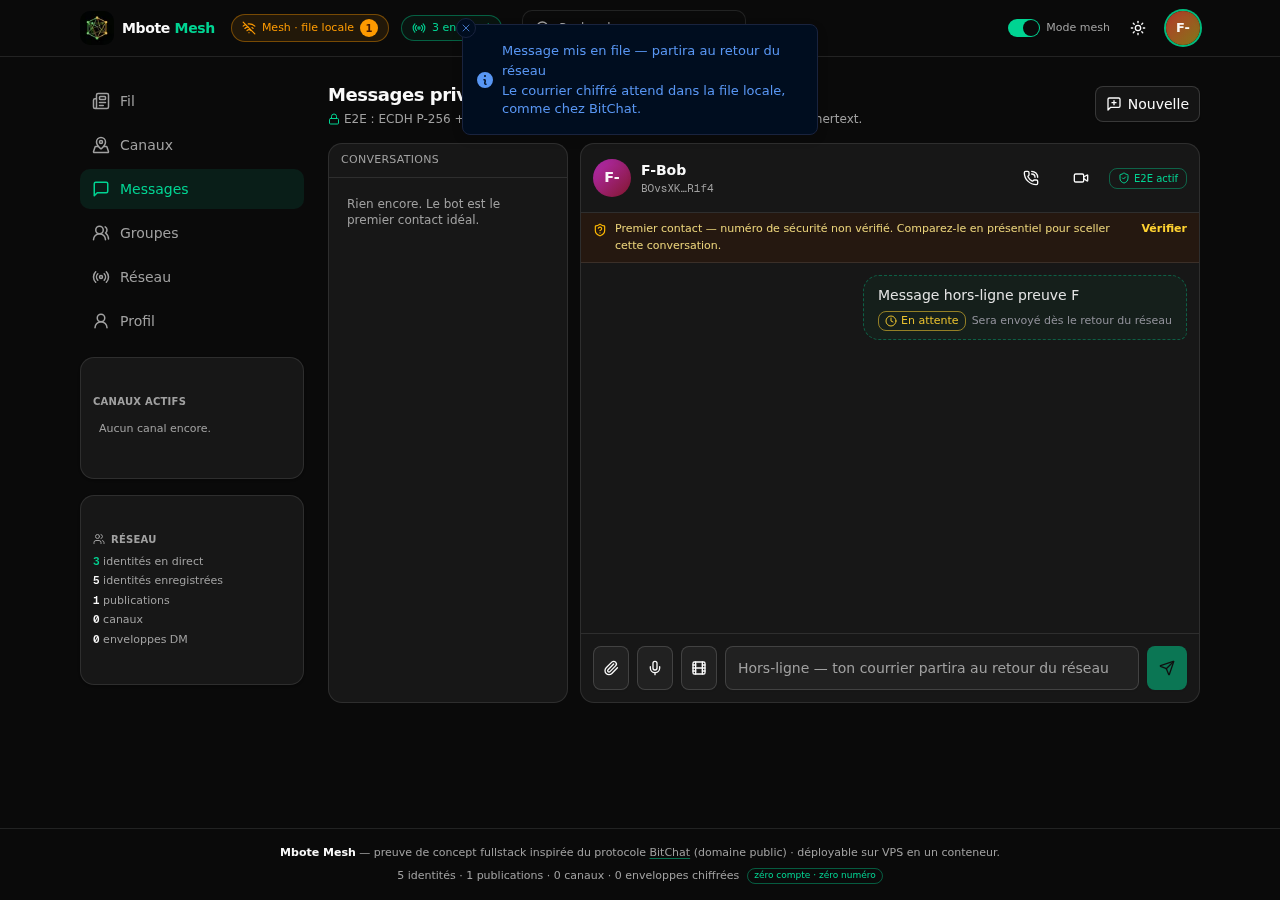 Mbote Mesh
Mesh · file locale 1
3 en
Mode mesh
F-
Message mis en file — partira au retour du
réseau
Le courrier chiffré attend dans la file locale,
comme chez BitChat.
Fil
Canaux
Messages
Groupes
Réseau
Profil
CANAUX ACTIFS
Aucun canal encore.
RÉSEAU
3 identités en direct
5 identités enregistrées
1 publications
0 canaux
0 enveloppes DM
Messages
E2E : ECDH P-256 +
Nouvelle
CONVERSATIONS
Rien encore. Le bot est le
premier contact idéal.
F-
F-Bob
BOvsXK…R1f4
E2E actif
Premier contact — numéro de sécurité non vérifié. Comparez-le en présentiel pour sceller
cette conversation.
Vérifier
Message hors-ligne preuve F
En attente
Sera envoyé dès le retour du réseau
Hors-ligne — ton courrier partira au retour du réseau
Mbote Mesh — preuve de concept fullstack inspirée du protocole BitChat (domaine public) · déployable sur VPS en un conteneur.
5 identités · 1 publications · 0 canaux · 0 enveloppes chiffrées
zéro compte · zéro numéro